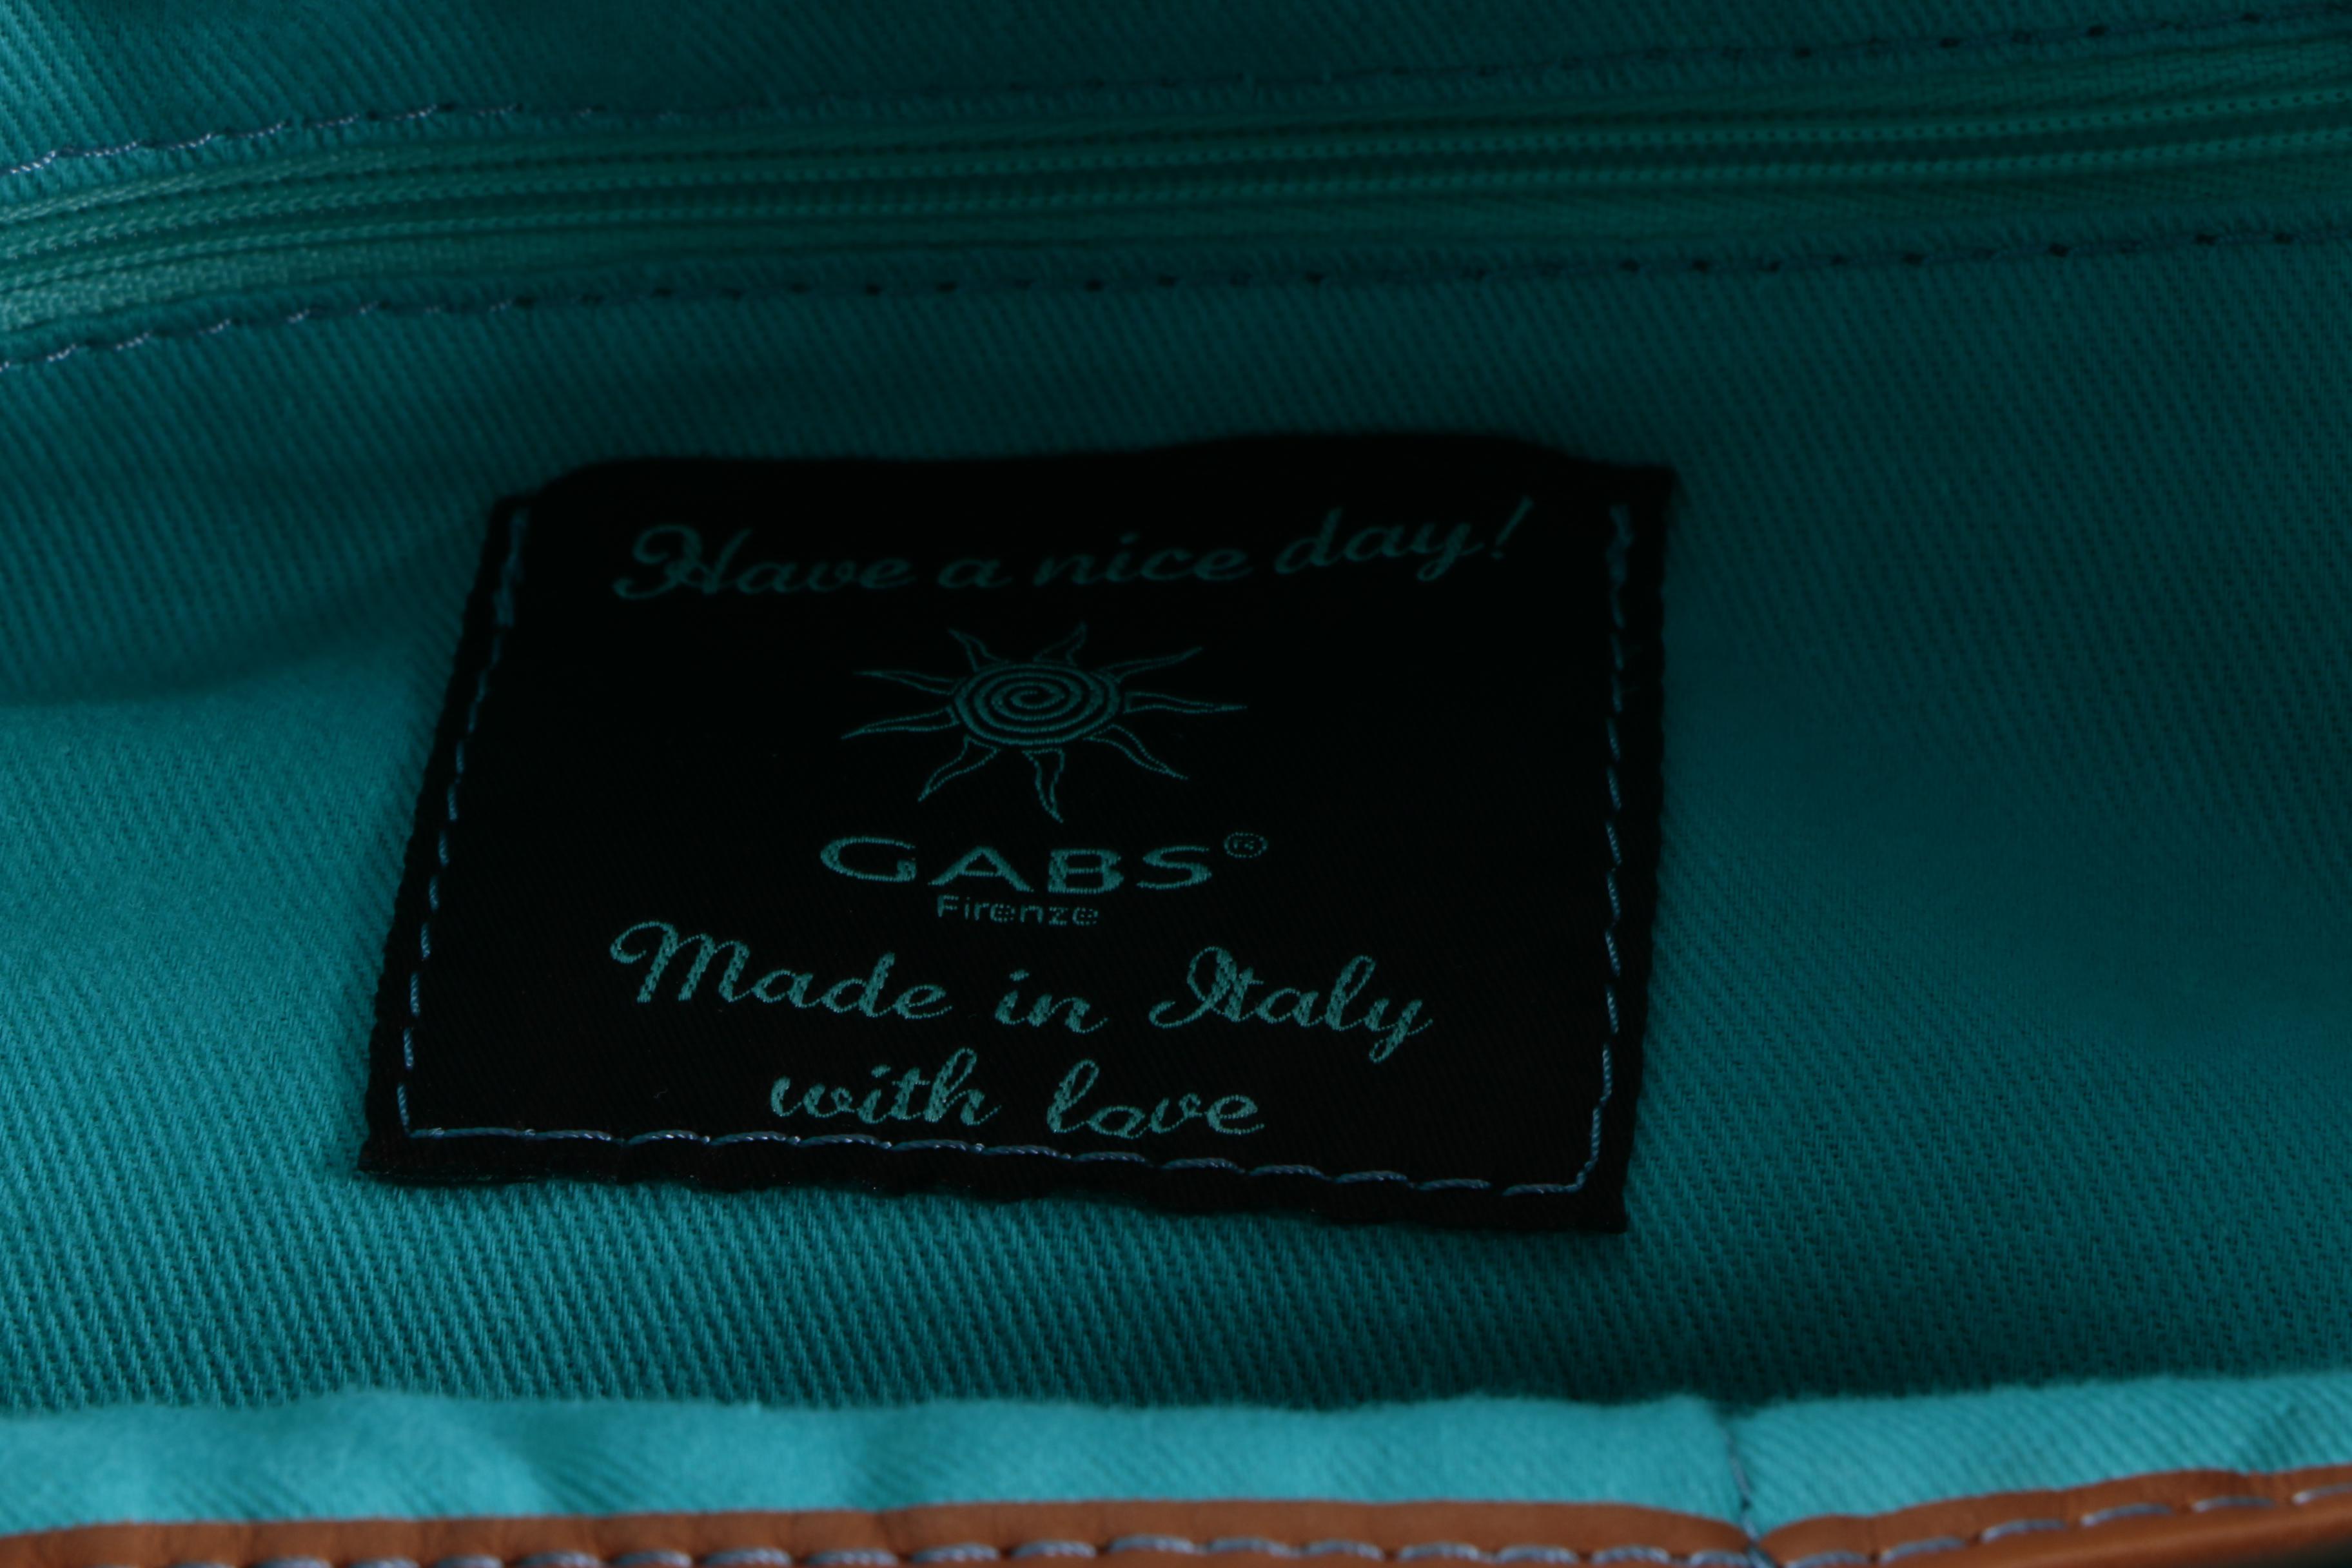 Have a nice day!
GABS®
Firenze
Made in Italy
with love